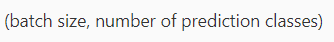 (batch size, number of prediction classes)